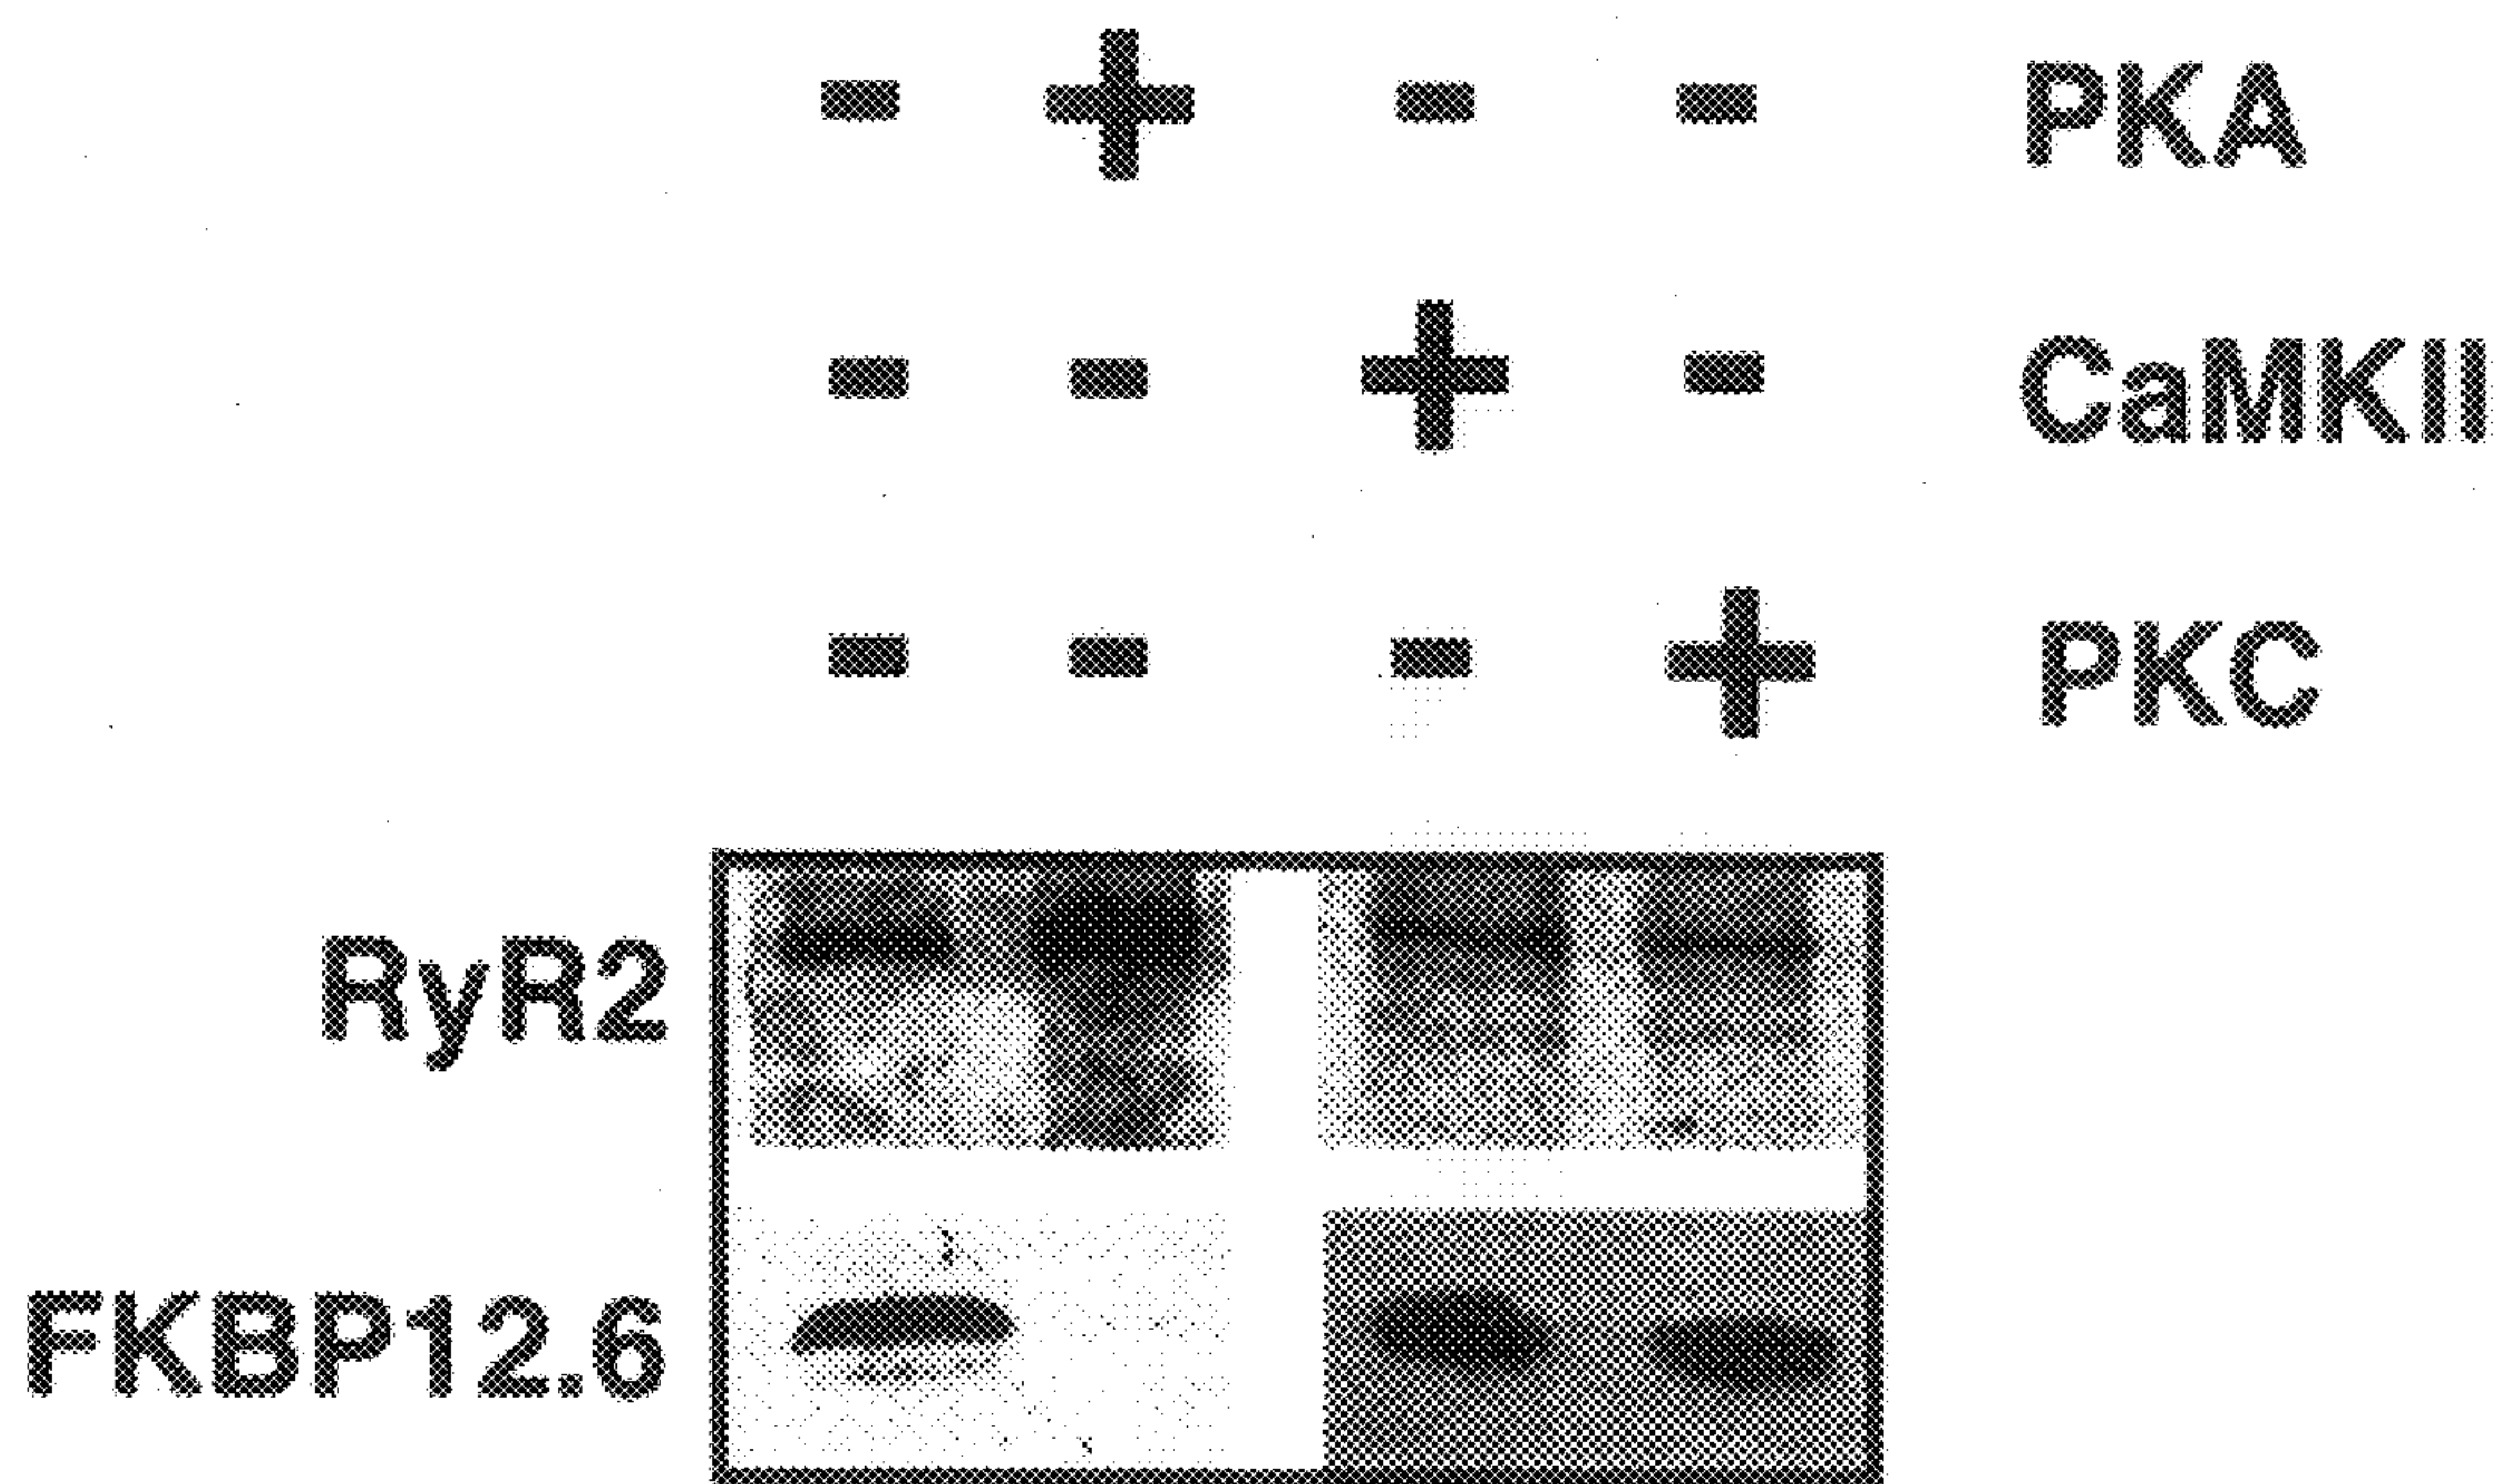 - + - - PKA
- - + - CaMKII
- - - + PKC
RyR2
FKBP12.6